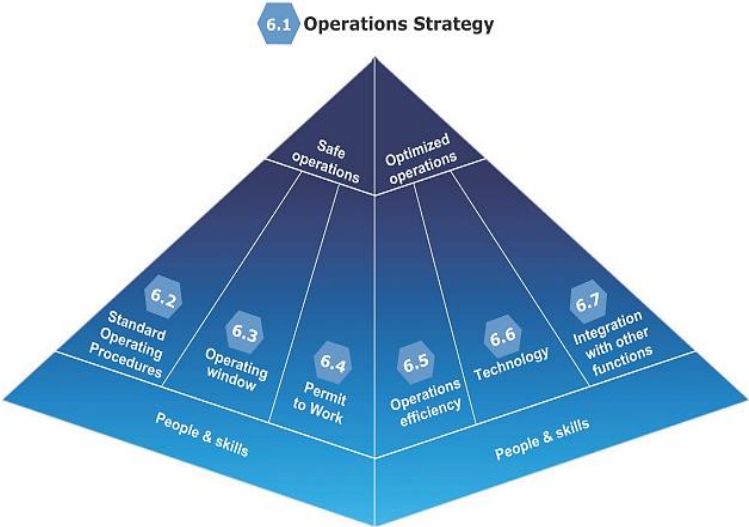 6.1 Operations Strategy
Safe
operations
Optimized
operations
6.2
Standard
Operating
Procedures
6.3
Operating
window
6.4
Permit
to Work
6.5
Operations
efficiency
6.6
Technology
6.7
Integration
with other
functions
People & skills
People & skills